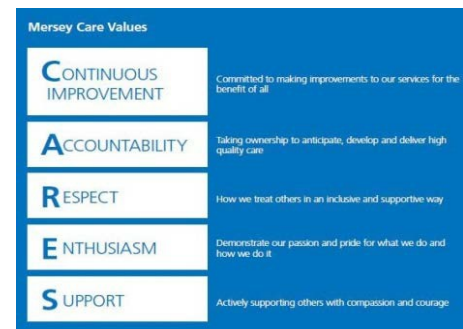 Mersey Care Values
CONTINUOUS
IMPROVEMENT
Committed to making improvements to our services for the
benefit of all
ACCOUNTABILITY
Taking ownership to anticipate, develop and deliver high
quality care
RESPECT
How we treat others in an inclusive and supportive way
ENTHUSIASM
Demonstrate our passion and pride for what we do and
how we do it
SUPPORT
Actively supporting others with compassion and courage